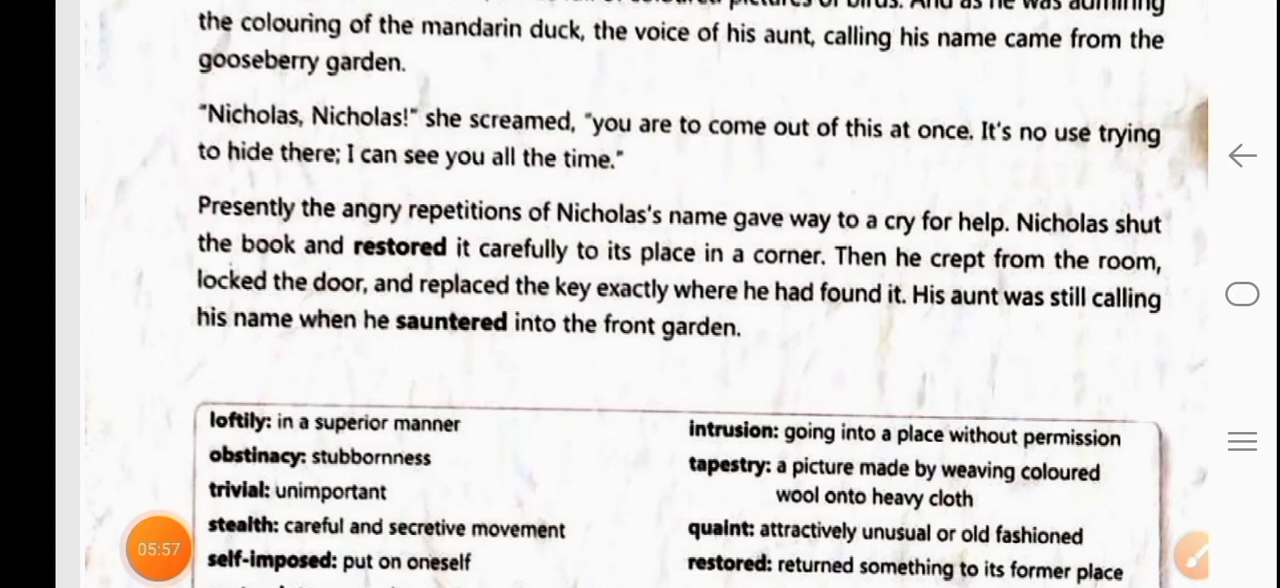 the colouring of the mandarin duck, the voice of his aunt, calling his name came from the
gooseberry garden.
"Nicholas, Nicholas!" she screamed, "you are to come out of this at once. It's no use trying
to hide there; I can see you all the time."
Presently the angry repetitions of Nicholas's name gave way to a cry for help. Nicholas shut
the book and restored it carefully to its place in a corner. Then he crept from the room,
locked the door, and replaced the key exactly where he had found it. His aunt was still calling
his name when he sauntered into the front garden.
loftily: in a superior manner
obstinacy: stubbornness
trivial: unimportant
stealth: careful and secretive movement
self-imposed: put on oneself
intrusion: going into a place without permission
tapestry: a picture made by weaving coloured
wool onto heavy cloth
quaint: attractively unusual or old fashioned
restored: returned something to its former place
05:57